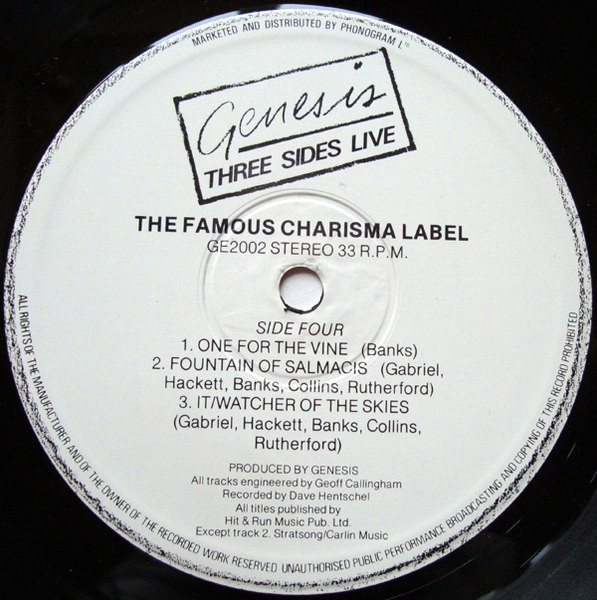 MARKETED AND DISTRIBUTED BY PHONOGRAM LTD
Genesis
THREE SIDES LIVE
THE FAMOUS CHARISMA LABEL
GE2002 STEREO 33 R.P.M.
SIDE FOUR
1. ONE FOR THE VINE (Banks)
2. FOUNTAIN OF SALMACIS (Gabriel,
Hackett, Banks, Collins, Rutherford)
3. IT/WATCHER OF THE SKIES
(Gabriel, Hackett, Banks, Collins,
Rutherford)
PRODUCED BY GENESIS
All tracks engineered by Geoff Callingham
Recorded by Dave Hentschel
All titles published by
Hit & Run Music Pub. Ltd.
Except track 2. Stratsong/Carlin Music
ALL RIGHTS OF THE MANUFACTURER AND OF THE OWNER OF THE RECORDED WORK RESERVED UNAUTHORISED PUBLIC PERFORMANCE BROADCASTING AND COPYING OF THIS RECORD PROHIBITED